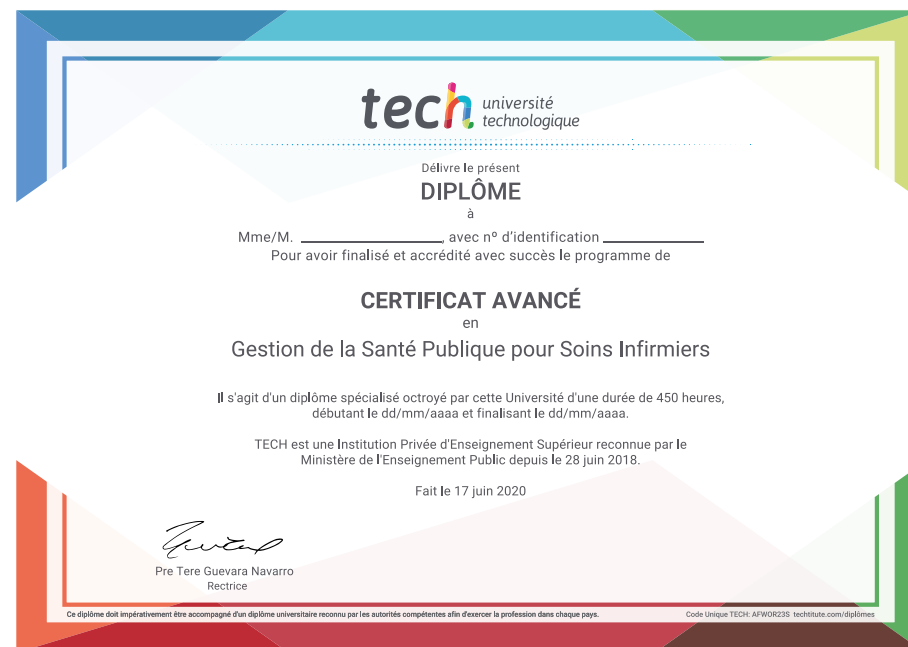 tech université
technologique
Délivre le présent
DIPLÔME
à
Mme/M. ____________________, avec nº d'identification ______________
Pour avoir finalisé et accrédité avec succès le programme de
CERTIFICAT AVANCÉ
en
Gestion de la Santé Publique pour Soins Infirmiers
Il s'agit d'un diplôme spécialisé octroyé par cette Université d'une durée de 450 heures,
débutant le dd/mm/aaaa et finalisant le dd/mm/aaaa.
TECH est une Institution Privée d'Enseignement Supérieur reconnue par le
Ministère de l'Enseignement Public depuis le 28 juin 2018.
Fait le 17 juin 2020
Pre Tere Guevara Navarro
Rectrice
Ce diplôme doit impérativement être accompagné d'un diplôme universitaire reconnu par les autorités compétentes afin d'exercer la profession dans chaque pays.
Code Unique TECH: AFWOR23S techtitute.com/diplômes